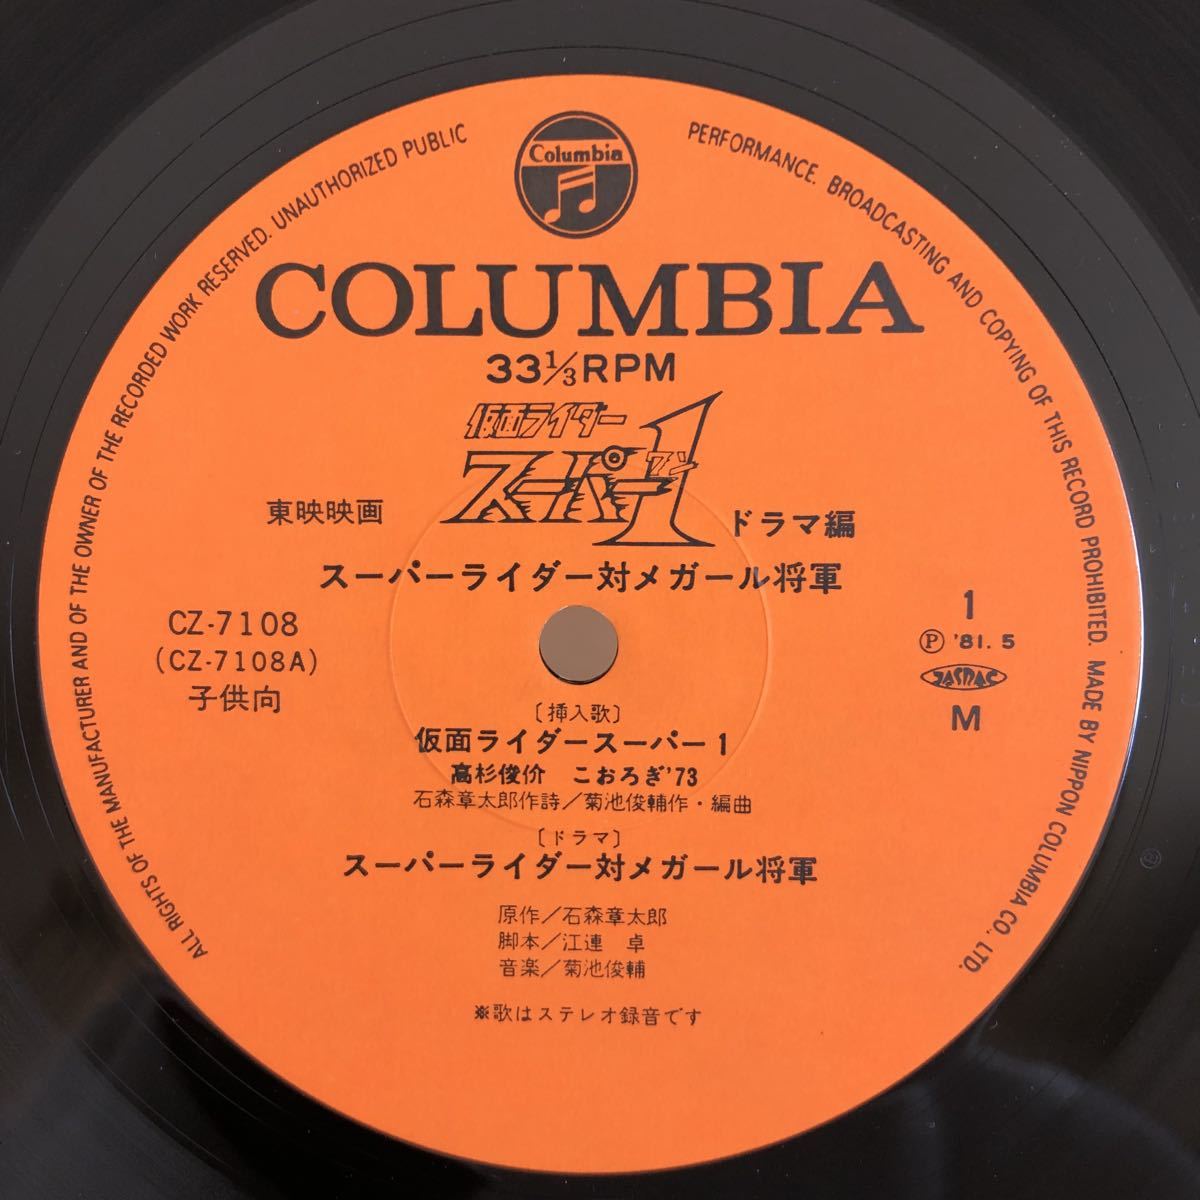 ALL RIGHTS OF THE MANUFACTURER AND OF THE OWNER OF THE RECORDED WORK RESERVED. UNAUTHORIZED PUBLIC PERFORMANCE. BROADCASTING AND COPYING OF THIS RECORD PROHIBITED. MADE BY NIPPON COLUMBIA CO., LTD.
Columbia
COLUMBIA
33 1/3 RPM
仮面ライダー
スーパー1
ワン
東映映画
ドラマ編
スーパーライダー対メガール将軍
CZ-7108
(CZ-7108A)
子供向
1
Ⓟ '81. 5
JASRAC
M
〔挿入歌〕
仮面ライダースーパー1
高杉俊价 こおろぎ'73
石森章太郎作詩/菊池俊輔作・編曲
〔ドラマ〕
スーパーライダー対メガール将軍
原作/石森章太郎
脚本/江連 卓
音楽/菊池俊輔
※歌はステレオ録音です
®